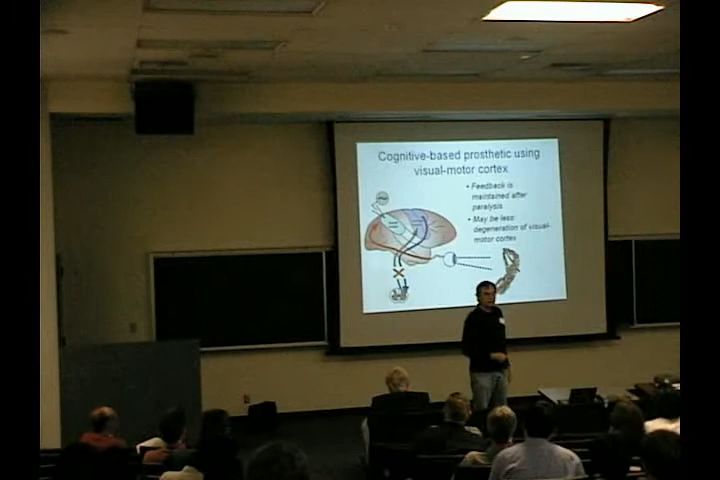 Cognitive-based prosthetic using
visual-motor cortex
• Feedback is
maintained after
paralysis
• May be less
degeneration of visual-
motor cortex